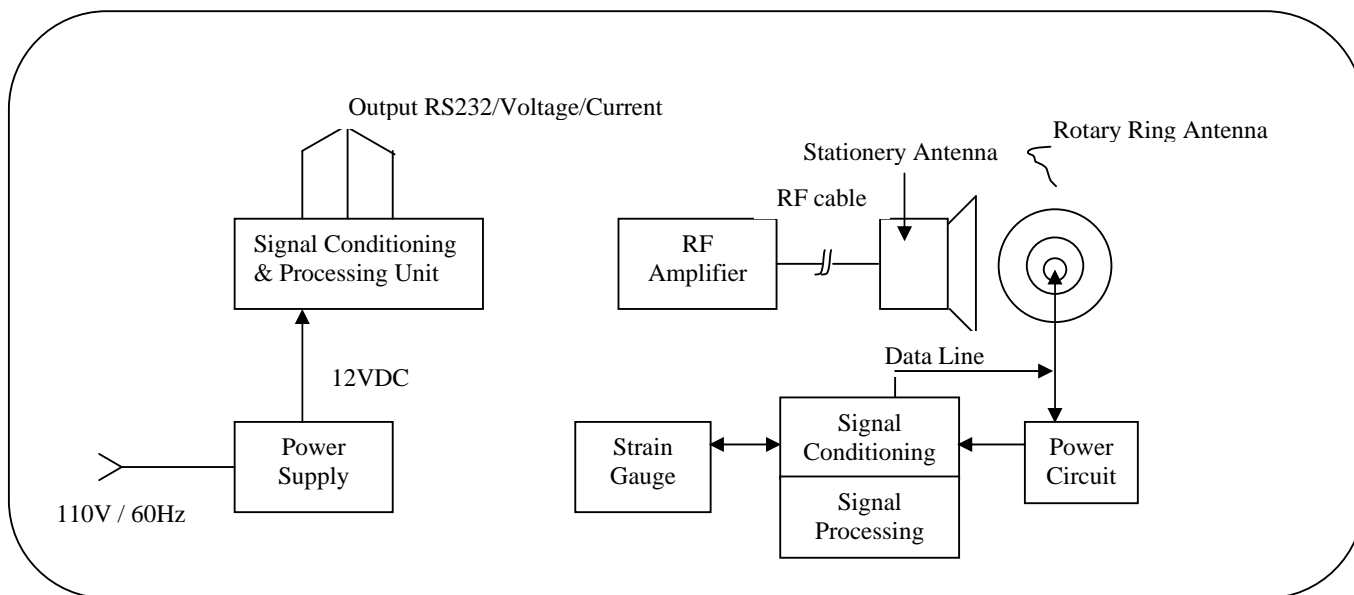 Output RS232/Voltage/Current
Rotary Ring Antenna
Stationery Antenna
RF cable
Signal Conditioning
& Processing Unit
RF
Amplifier
Data Line
12VDC
Power
Supply
110V / 60Hz
Strain
Gauge
Signal
Conditioning
Signal
Processing
Power
Circuit